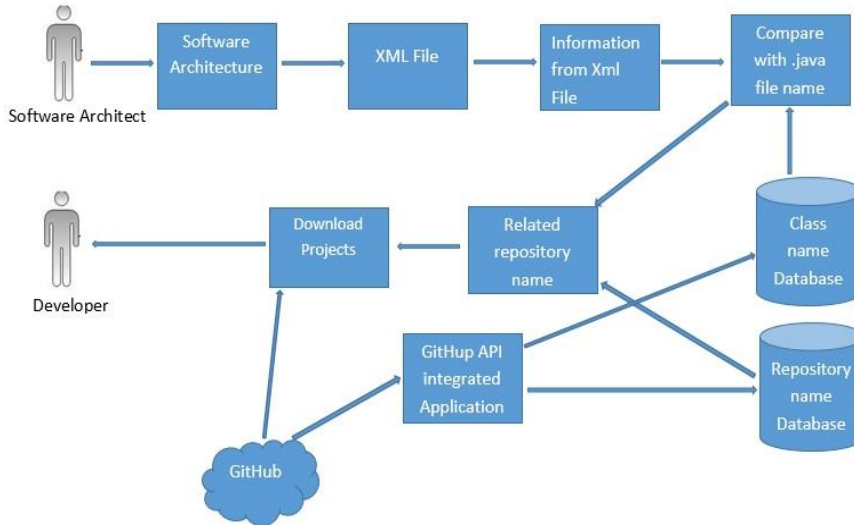 Software
Architecture
XML File
Information
from Xml
File
Compare
with .java
file name
Software Architect
Download
Projects
Related
repository
name
Class
name
Database
Developer
GitHup API
integrated
Application
Repository
name
Database
GitHub